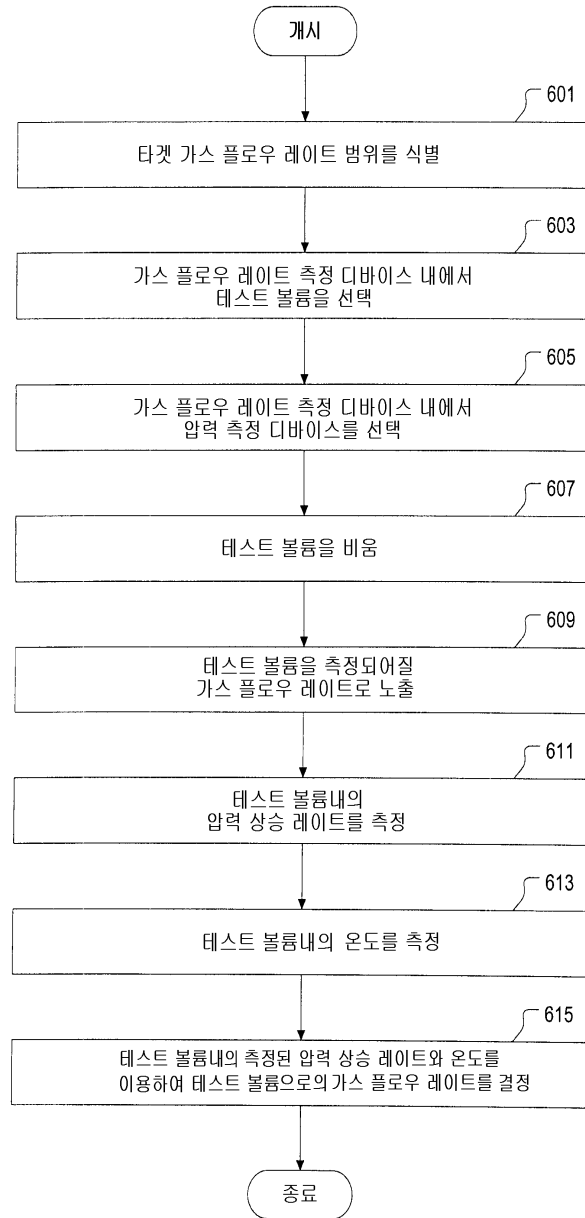 개시
601
타겟 가스 플로우 레이트 범위를 식별
603
가스 플로우 레이트 측정 디바이스 내에서
테스트 볼륨을 선택
605
가스 플로우 레이트 측정 디바이스 내에서
압력 측정 디바이스를 선택
607
테스트 볼륨을 비움
609
테스트 볼륨을 측정되어질
가스 플로우 레이트로 노출
611
테스트 볼륨내의
압력 상승 레이트를 측정
613
테스트 볼륨내의 온도를 측정
615
테스트 볼륨내의 측정된 압력 상승 레이트와 온도를
이용하여 테스트 볼륨으로의 가스 플로우 레이트를 결정
종료